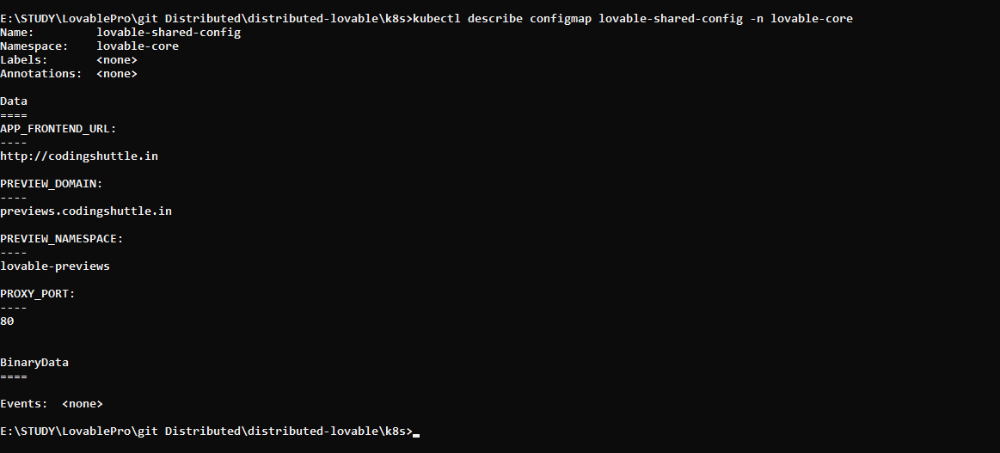 E:\STUDY\LovablePro\git Distributed\distributed-lovable\k8s>kubectl describe configmap lovable-shared-config -n lovable-core
Name:         lovable-shared-config
Namespace:    lovable-core
Labels:       <none>
Annotations:  <none>

Data
====
APP_FRONTEND_URL:
----
http://codingshuttle.in

PREVIEW_DOMAIN:
----
previews.codingshuttle.in

PREVIEW_NAMESPACE:
----
lovable-previews

PROXY_PORT:
----
80


BinaryData
====

Events:  <none>

E:\STUDY\LovablePro\git Distributed\distributed-lovable\k8s>